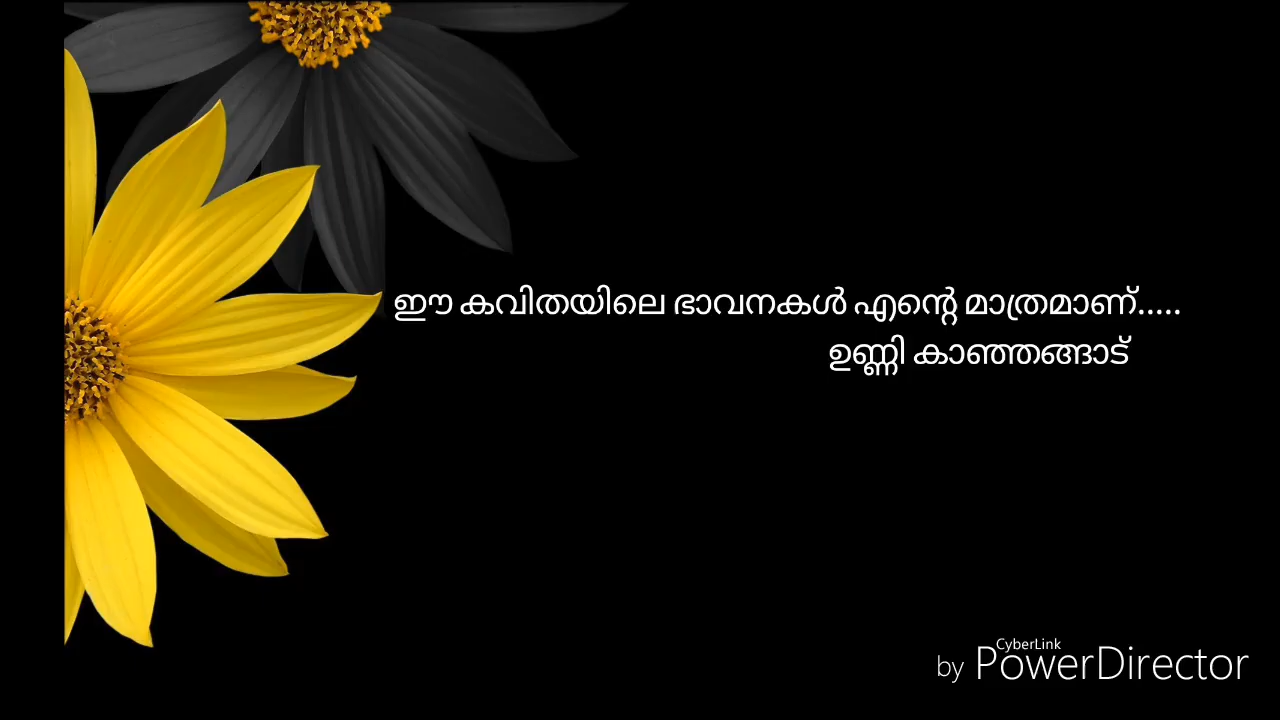 ഈ കവിതയിലെ ഭാവനകൾ എന്റെ മാത്രമാണ്.....
ഉണ്ണി കാഞ്ഞങ്ങാട്
CyberLink
by PowerDirector